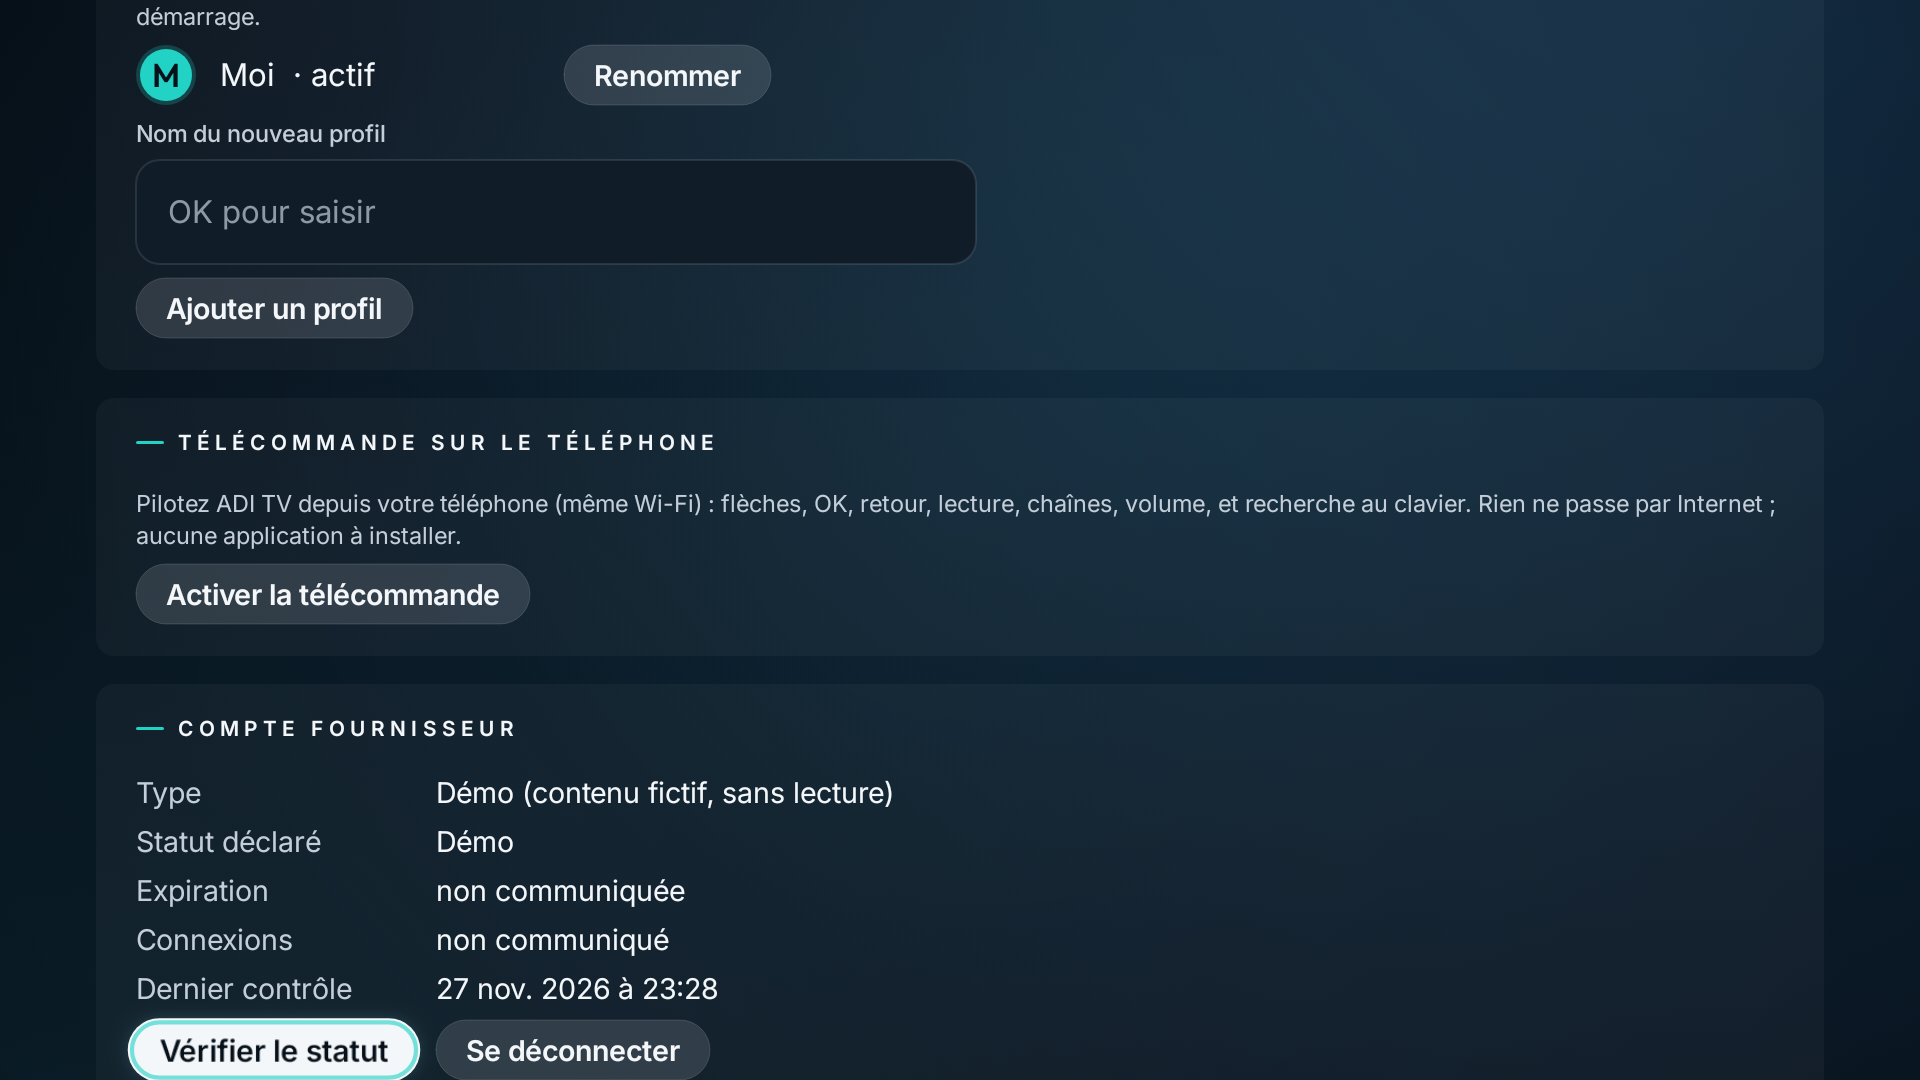 démarrage.
M Moi · actif Renommer
Nom du nouveau profil
OK pour saisir
Ajouter un profil
TÉLÉCOMMANDE SUR LE TÉLÉPHONE
Pilotez ADI TV depuis votre téléphone (même Wi-Fi) : flèches, OK, retour, lecture, chaînes, volume, et recherche au clavier. Rien ne passe par Internet ;
aucune application à installer.
Activer la télécommande
COMPTE FOURNISSEUR
Type Démo (contenu fictif, sans lecture)
Statut déclaré Démo
Expiration non communiquée
Connexions non communiqué
Dernier contrôle 27 nov. 2026 à 23:28
Vérifier le statut Se déconnecter